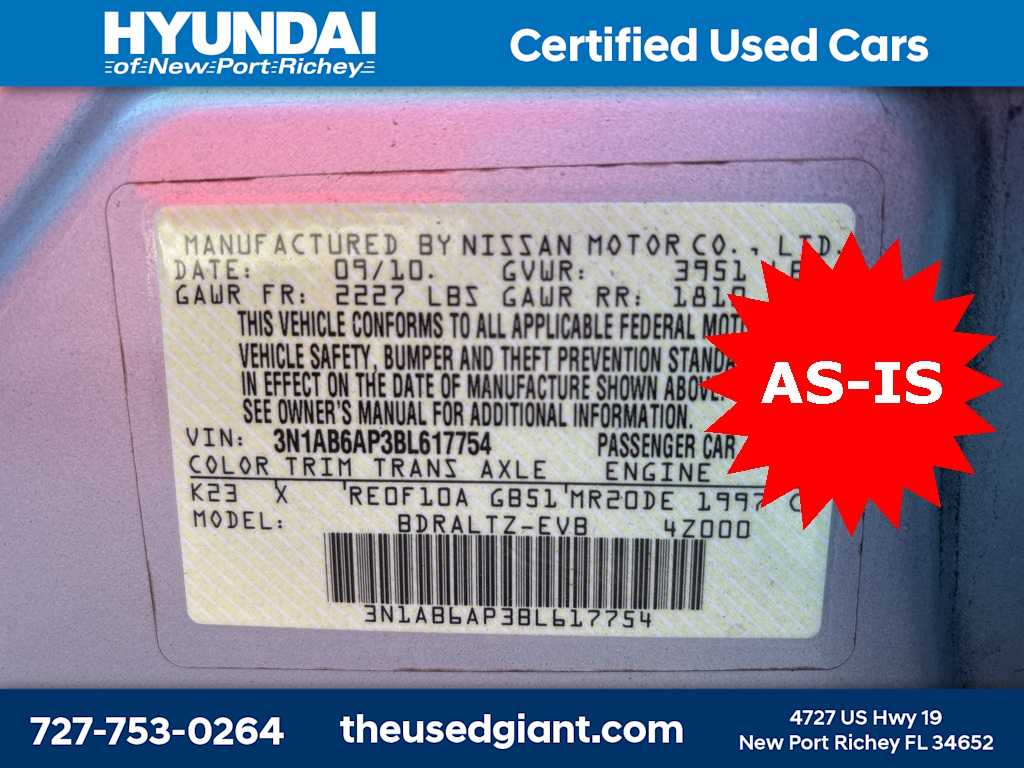 HYUNDAI
of New Port Richey
Certified Used Cars
MANUFACTURED BY NISSAN MOTOR CO., LTD.
DATE: 09/10. GVWR: 3951
GAWR FR: 2227 LBS GAWR RR:
THIS VEHICLE CONFORMS TO ALL APPLICABLE FEDERAL
VEHICLE SAFETY, BUMPER AND THEFT PREVENTION
IN EFFECT ON THE DATE OF MANUFACTURE SHOWN ABOVE.
SEE OWNER'S MANUAL FOR ADDITIONAL INFORMATION.
VIN: 3N1AB6AP3BL617754 PASSENGER CAR
COLOR TRIM TRANS AXLE ENGINE
K23 X RE0F10A GB51 MR20DE 1997
MODEL: BDRALTZ-EVB 4Z000
3N1AB6AP3BL617754
AS-IS
727-753-0264
theusedgiant.com
4727 US Hwy 19
New Port Richey FL 34652